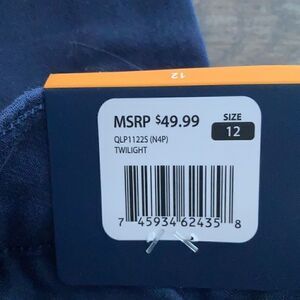 12
MSRP $49.99
SIZE
12
QLP1122S (N4P)
TWILIGHT
7 45934 62435 8